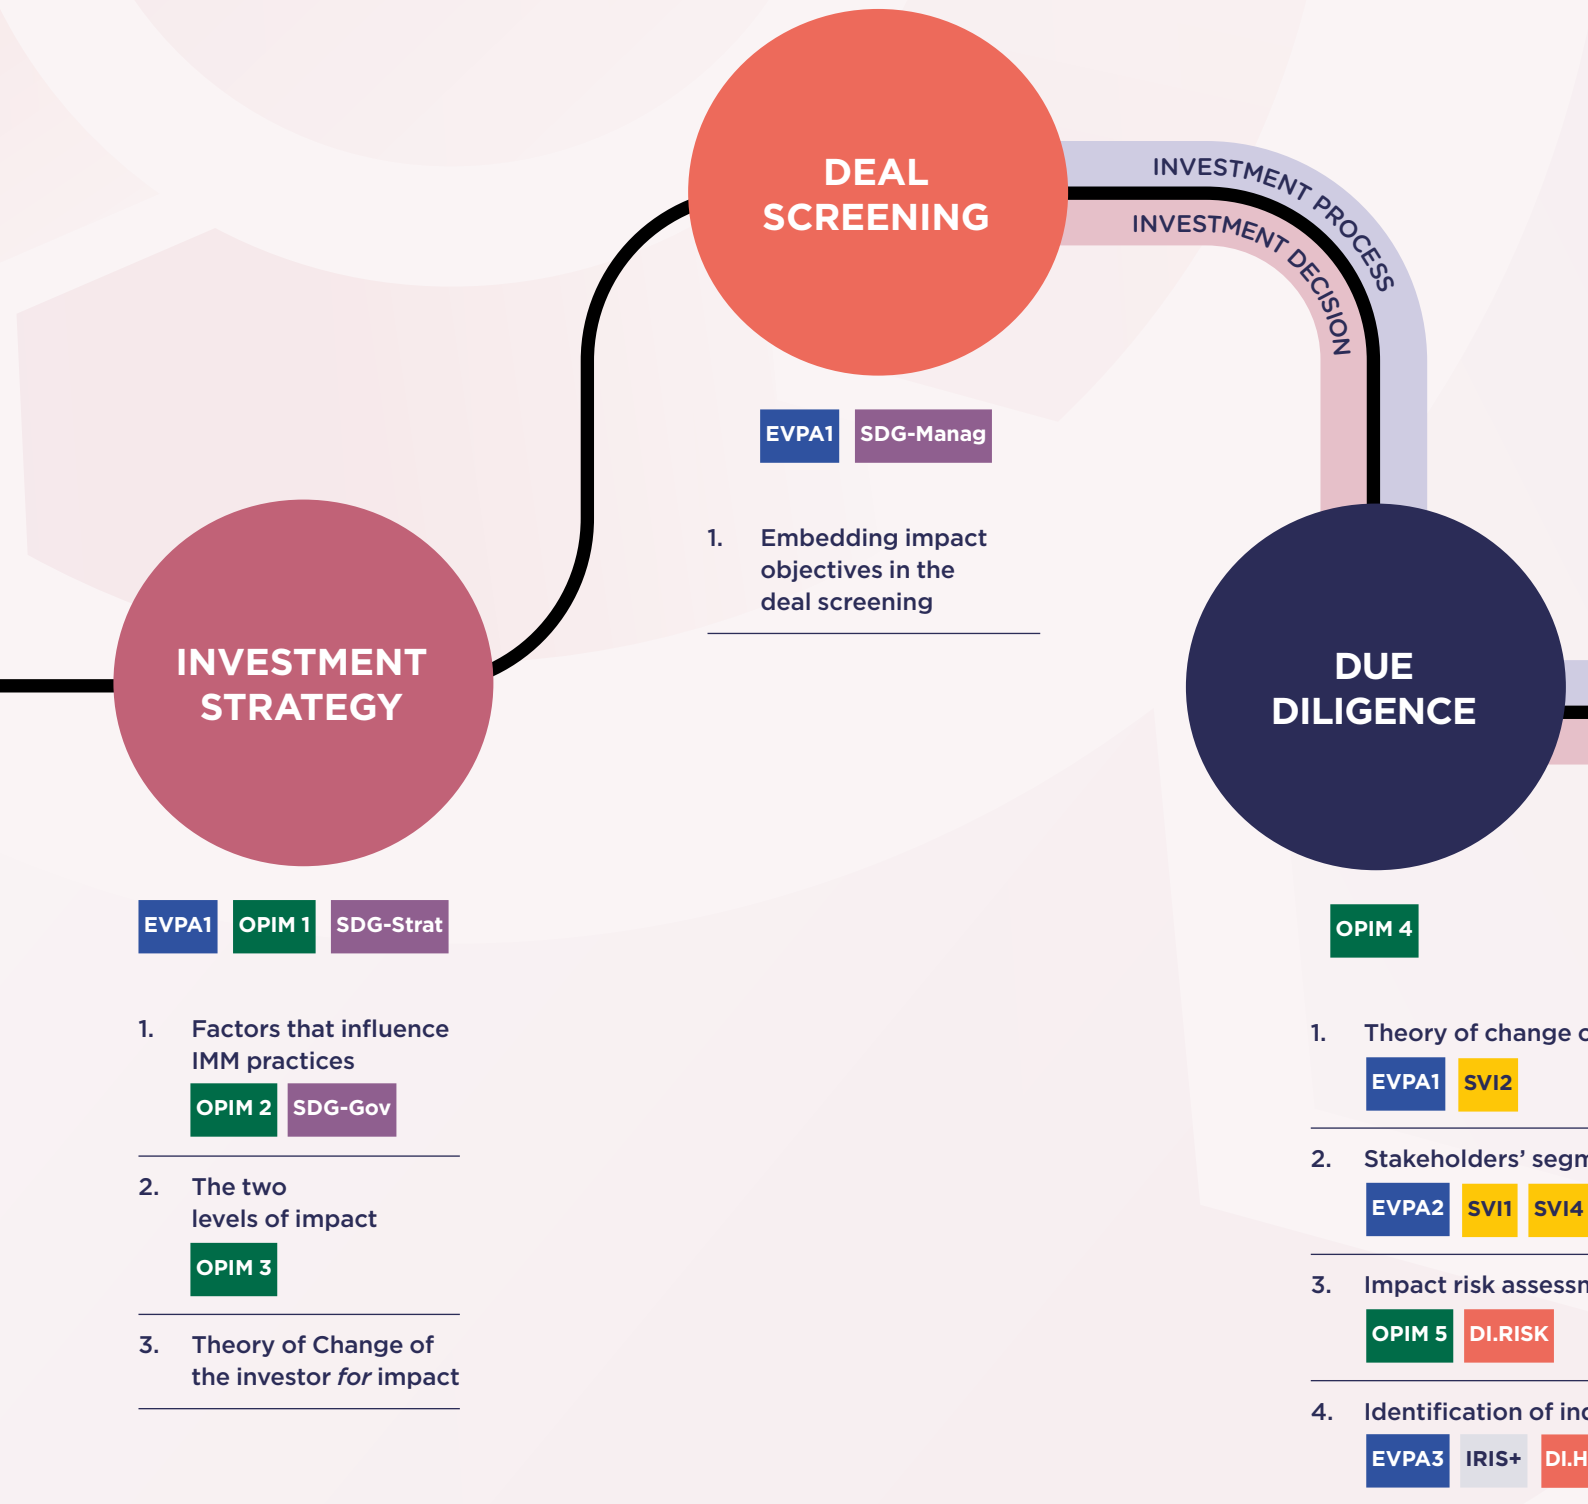 DEAL
SCREENING
INVESTMENT PROCESS
INVESTMENT DECISION
EVPA1 SDG-Manag
1. Embedding impact
objectives in the
deal screening
INVESTMENT
STRATEGY
EVPA1 OPIM 1 SDG-Strat
1. Factors that influence
IMM practices
OPIM 2 SDG-Gov
2. The two
levels of impact
OPIM 3
3. Theory of Change of
the investor for impact
DUE
DILIGENCE
OPIM 4
1. Theory of change
EVPA1 SVI2
2. Stakeholders’
EVPA2 SVI1 SVI4
3. Impact risk
OPIM 5 DI.RISK
4. Identification of
EVPA3 IRIS+